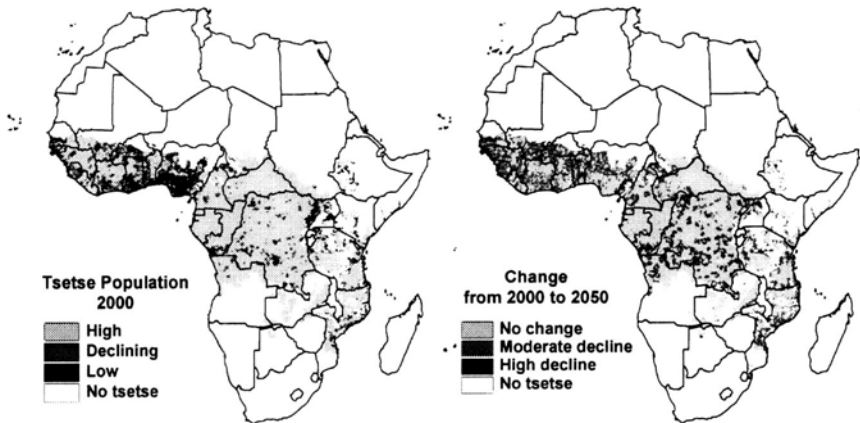 Tsetse Population
2000
High
Declining
Low
No tsetse
Change
from 2000 to 2050
No change
Moderate decline
High decline
No tsetse